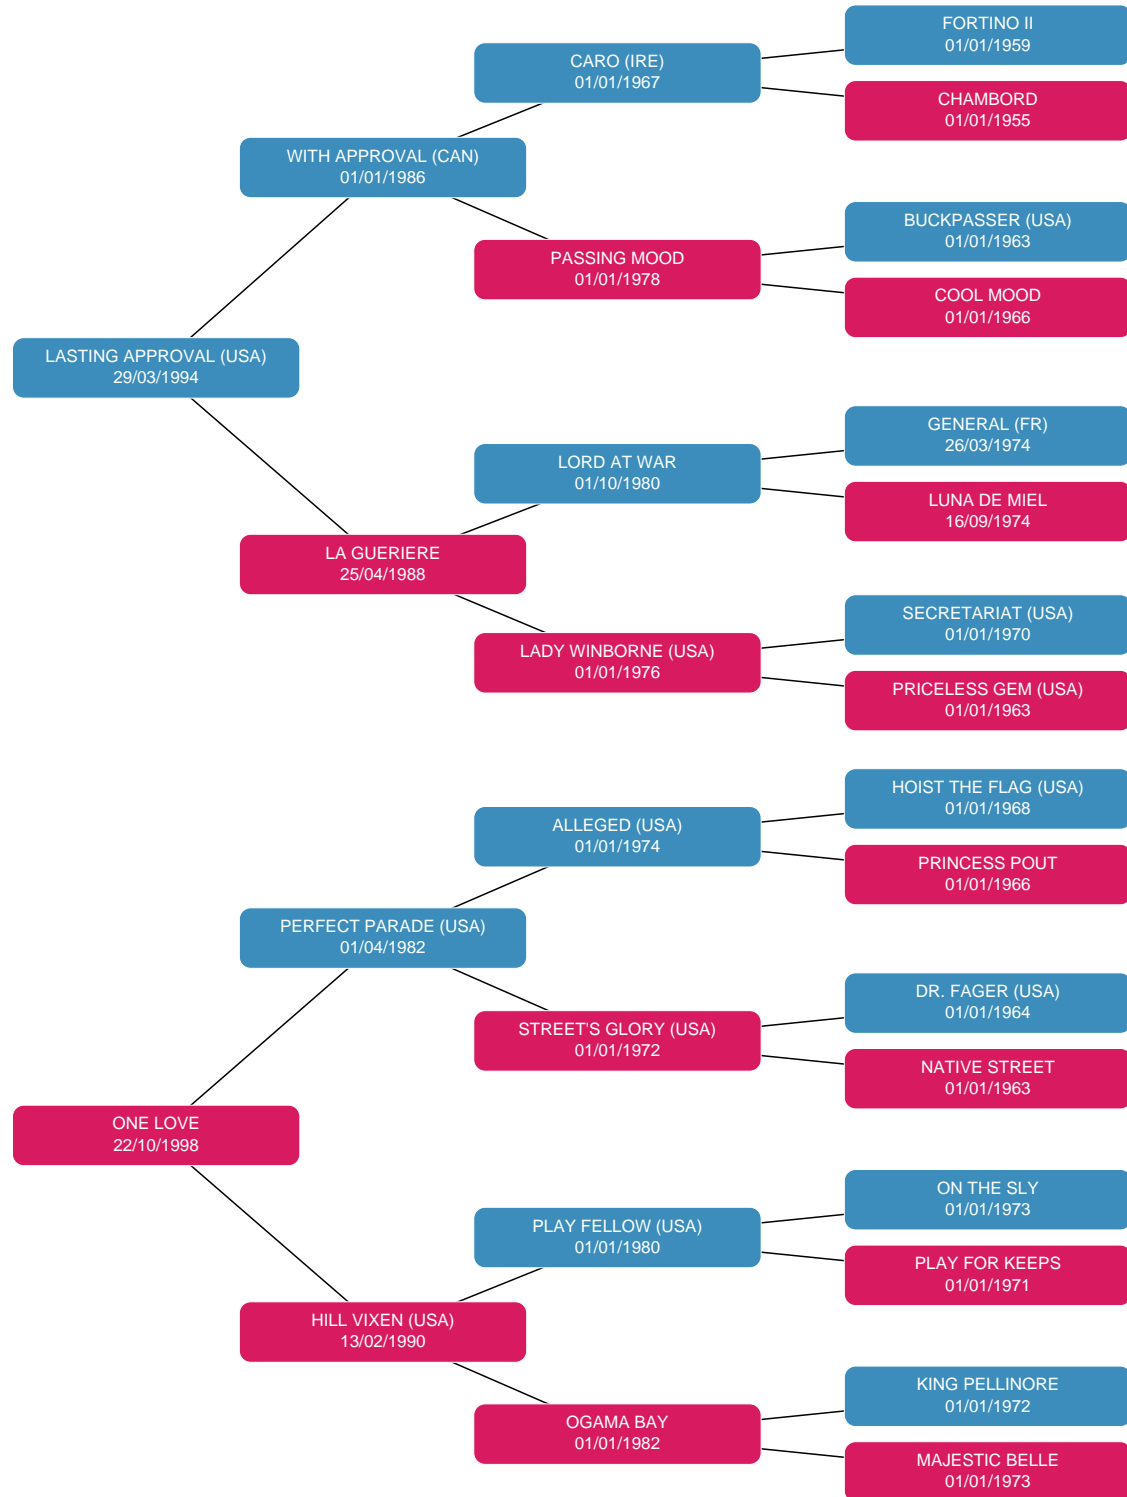 FORTINO II
01/01/1959
CARO (IRE)
01/01/1967
CHAMBORD
01/01/1955
WITH APPROVAL (CAN)
01/01/1986
BUCKPASSER (USA)
01/01/1963
PASSING MOOD
01/01/1978
COOL MOOD
01/01/1966
LASTING APPROVAL (USA)
29/03/1994
GENERAL (FR)
26/03/1974
LORD AT WAR
01/10/1980
LUNA DE MIEL
16/09/1974
LA GUERIERE
25/04/1988
SECRETARIAT (USA)
01/01/1970
LADY WINBORNE (USA)
01/01/1976
PRICELESS GEM (USA)
01/01/1963
HOIST THE FLAG (USA)
01/01/1968
ALLEGED (USA)
01/01/1974
PRINCESS POUT
01/01/1966
PERFECT PARADE (USA)
01/04/1982
DR. FAGER (USA)
01/01/1964
STREET'S GLORY (USA)
01/01/1972
NATIVE STREET
01/01/1963
ONE LOVE
22/10/1998
ON THE SLY
01/01/1973
PLAY FELLOW (USA)
01/01/1980
PLAY FOR KEEPS
01/01/1971
HILL VIXEN (USA)
13/02/1990
KING PELLINORE
01/01/1972
OGAMA BAY
01/01/1982
MAJESTIC BELLE
01/01/1973